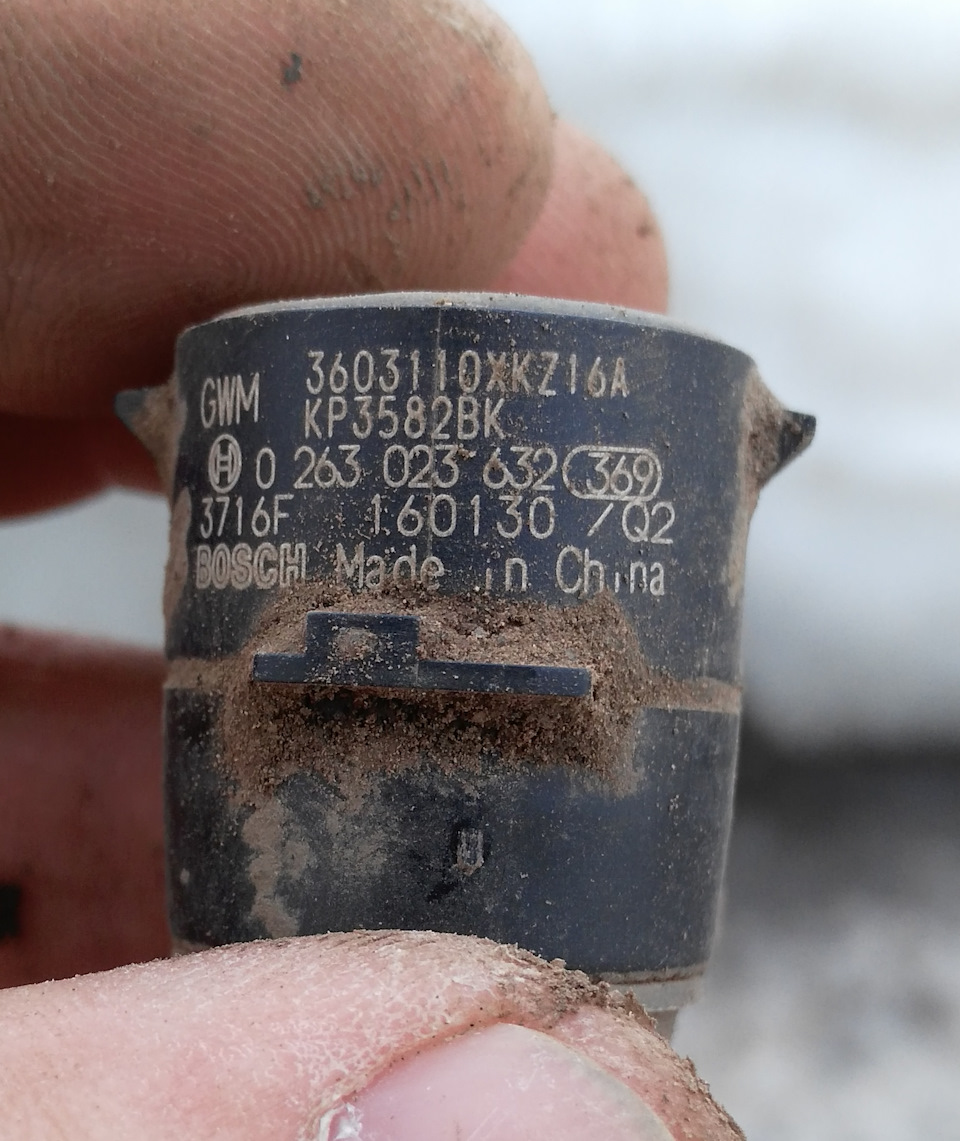 3603110XKZ16A
GWM KP3582BK
0 263 023 632 369
3716F 160130 /Q2
BOSCH Made in China